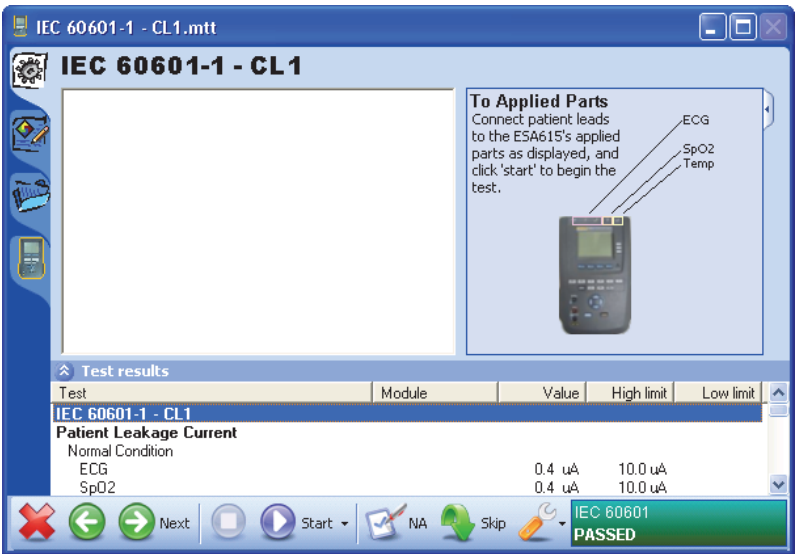 IEC 60601-1 - CL1.mtt
IEC 60601-1 - CL1
To Applied Parts
Connect patient leads
to the ESA615's applied
parts as displayed, and
click 'start' to begin the
test.
ECG
SpO2
Temp
Test results
Test Module Value High limit Low limit
IEC 60601-1 - CL1
Patient Leakage Current
Normal Condition
ECG 0.4 uA 10.0 uA
SpO2 0.4 uA 10.0 uA
Next Start NA Skip
IEC 60601
PASSED